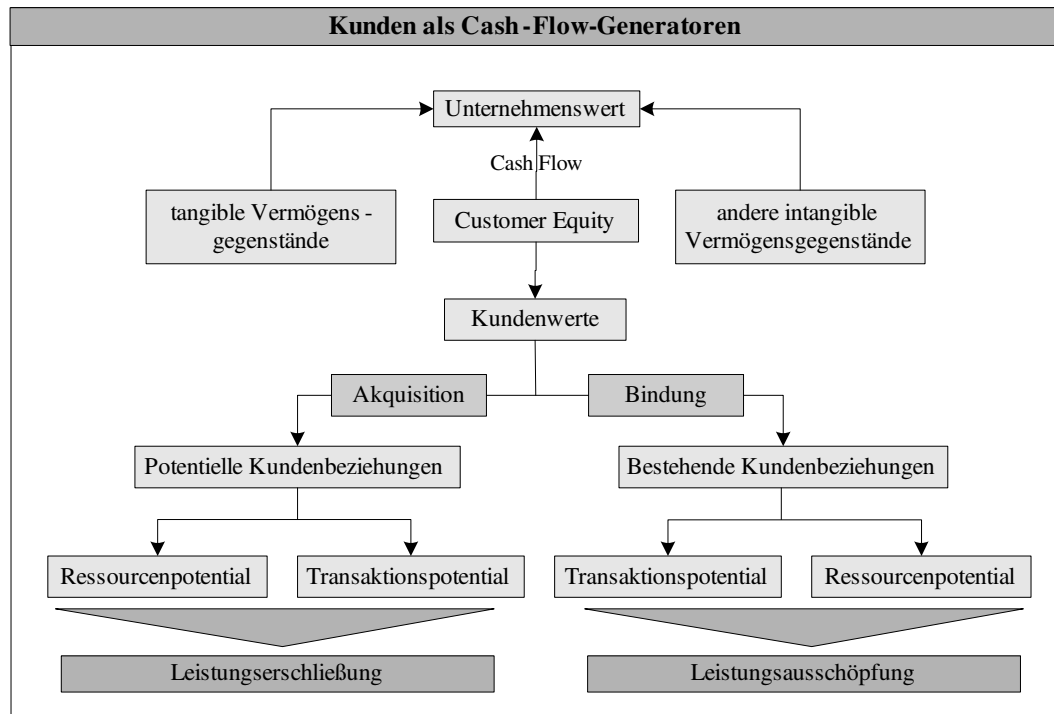 Kunden als Cash-Flow-Generatoren
Unternehmenswert
Cash Flow
tangible Vermögens -
gegenstände
Customer Equity
andere intangible
Vermögensgegenstände
Kundenwerte
Akquisition
Bindung
Potentielle Kundenbeziehungen
Bestehende Kundenbeziehungen
Ressourcenpotential
Transaktionspotential
Transaktionspotential
Ressourcenpotential
Leistungserschließung
Leistungsausschöpfung